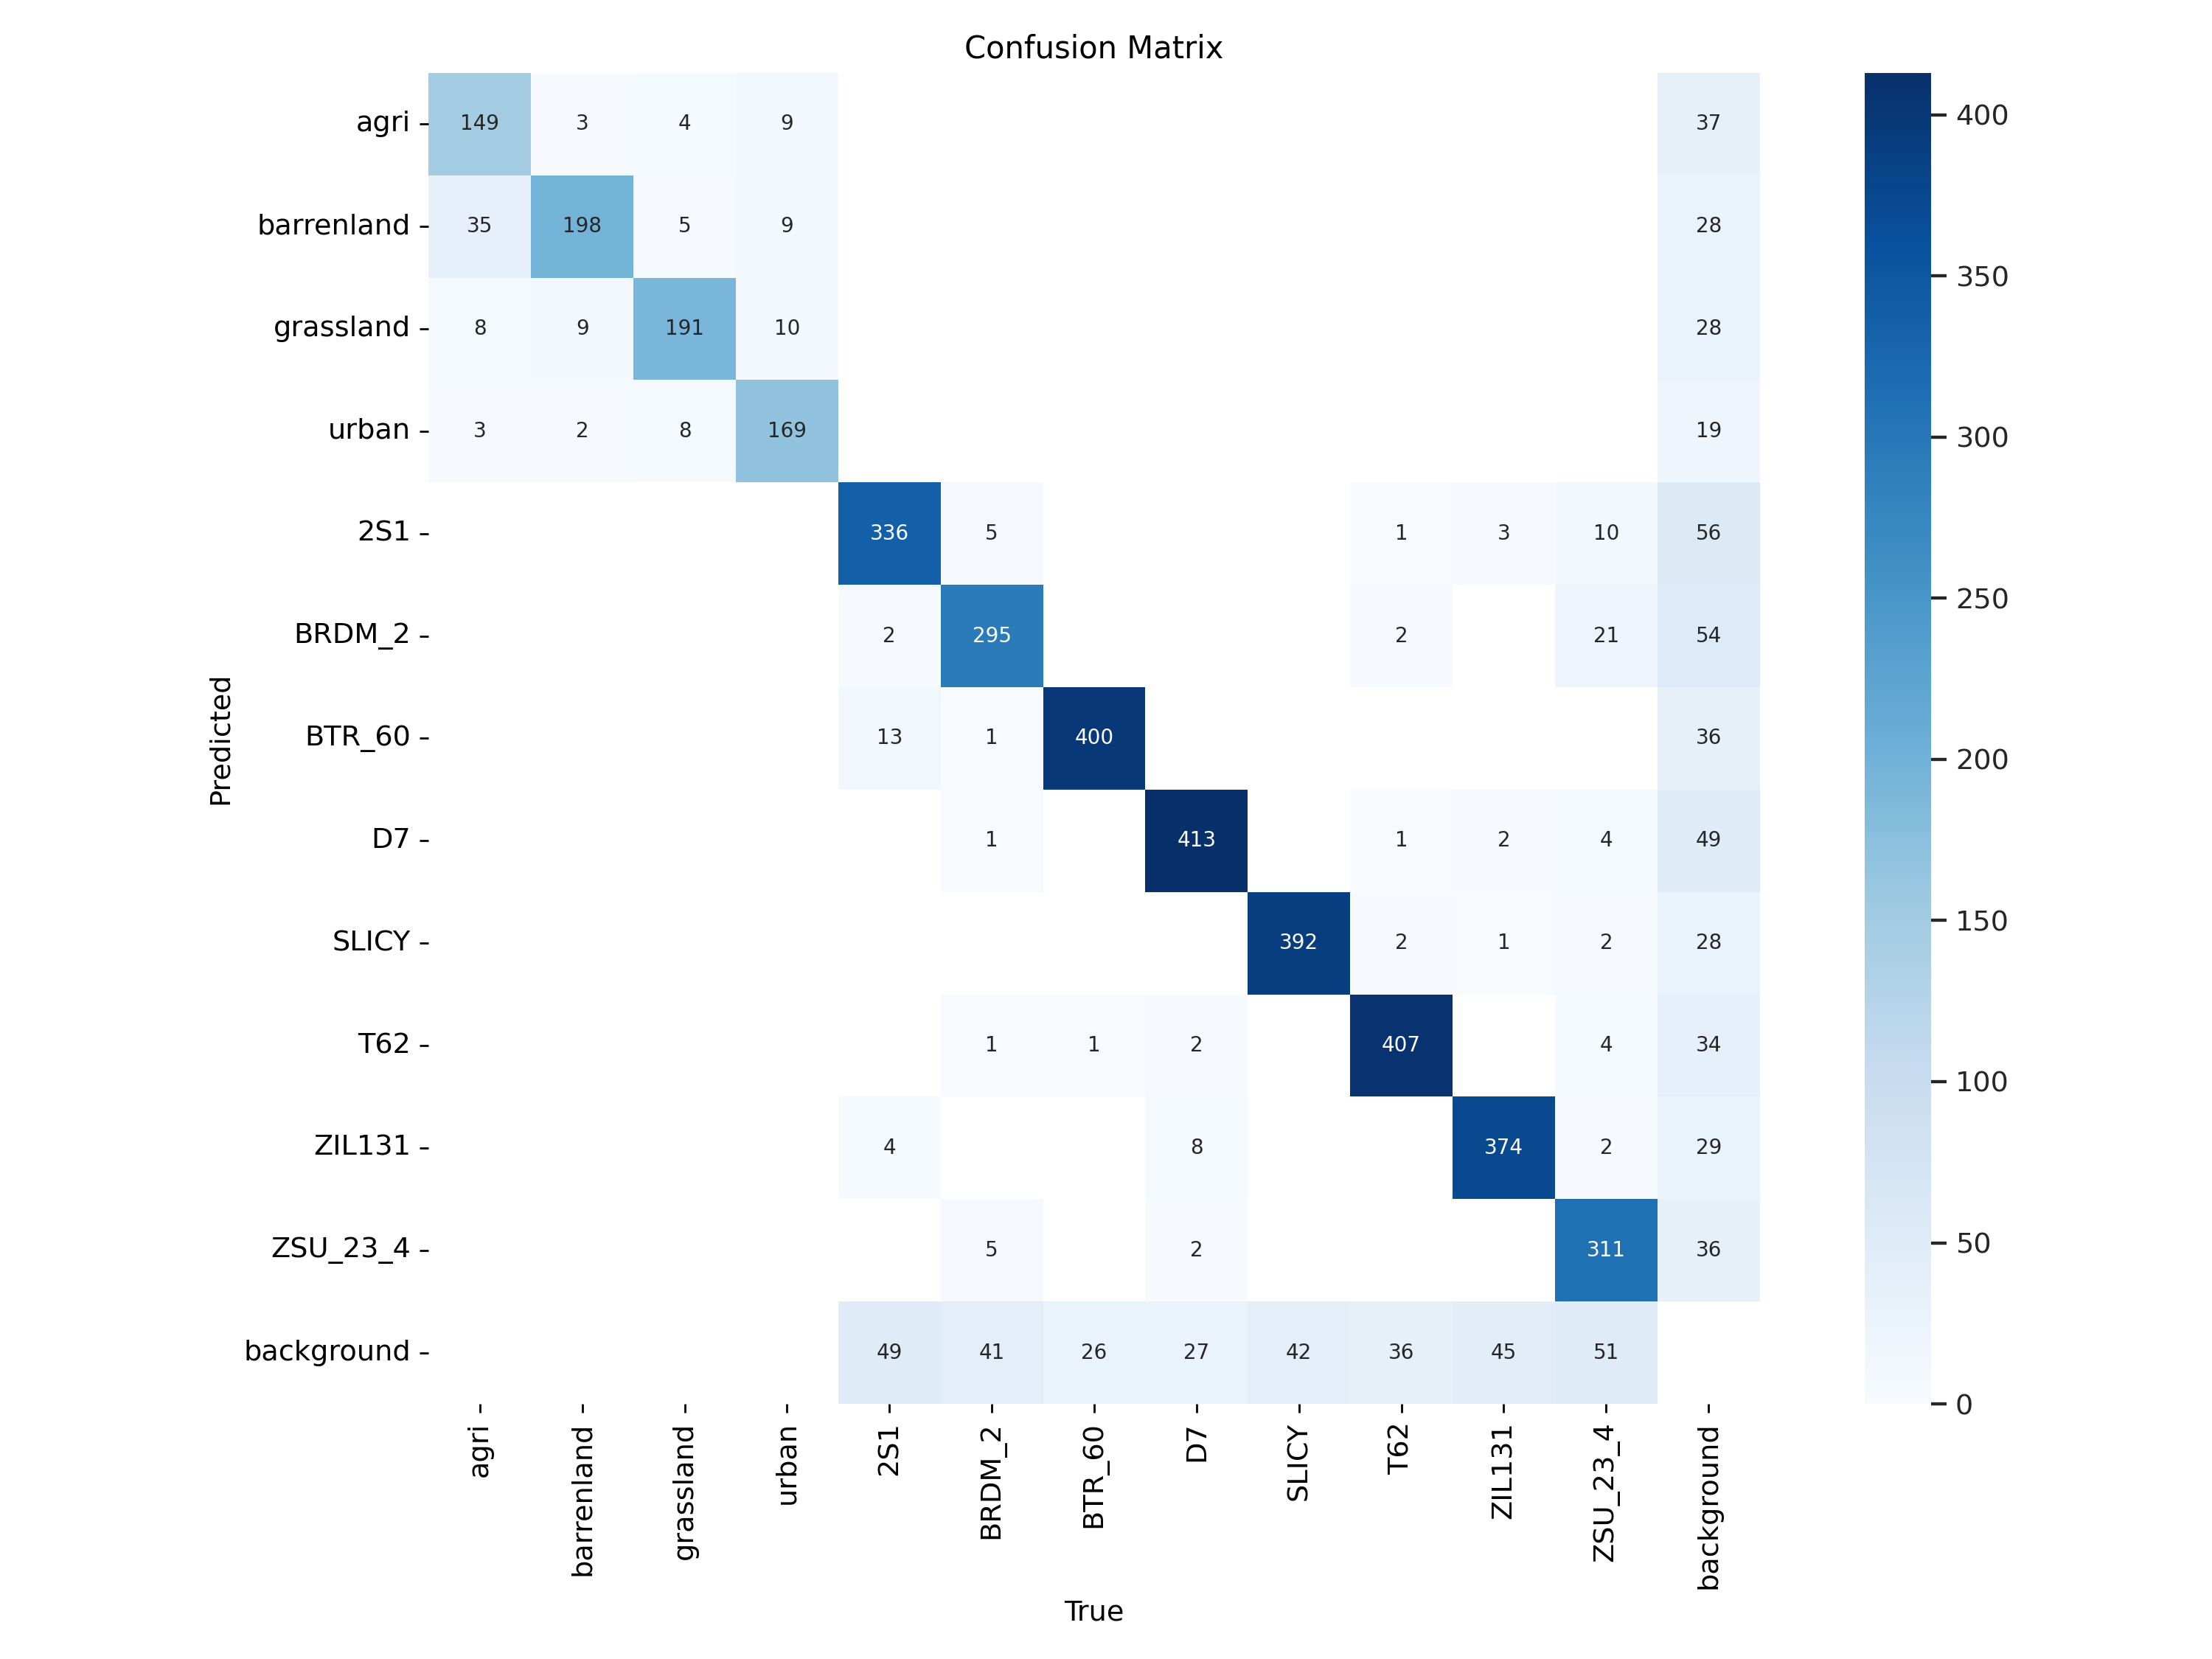 Confusion Matrix
agri 149 3 4 9 37
barrenland 35 198 5 9 28
grassland 8 9 191 10 28
urban 3 2 8 169 19
2S1 336 5 1 3 10 56
BRDM_2 2 295 2 21 54
BTR_60 13 1 400 36
D7 1 413 1 2 4 49
SLICY 392 2 1 2 28
T62 1 1 2 407 4 34
ZIL131 4 8 374 2 29
ZSU_23_4 5 2 311 36
background 49 41 26 27 42 36 45 51
Predicted
agri barrenland grassland urban 2S1 BRDM_2 BTR_60 D7 SLICY T62 ZIL131 ZSU_23_4 background
True
400
350
300
250
200
150
100
50
0